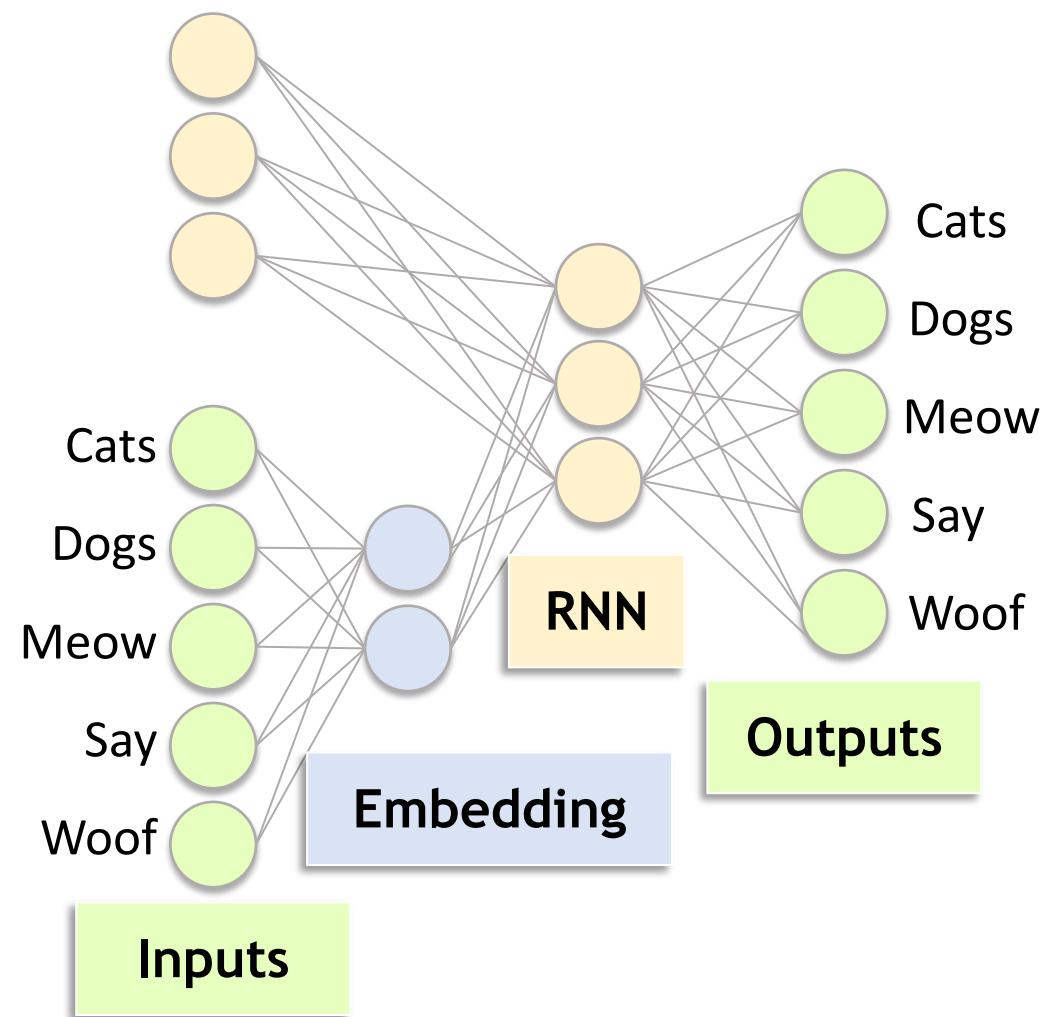 Cats
Dogs
Meow
Say
Woof
Inputs
Embedding
RNN
Cats
Dogs
Meow
Say
Woof
Outputs